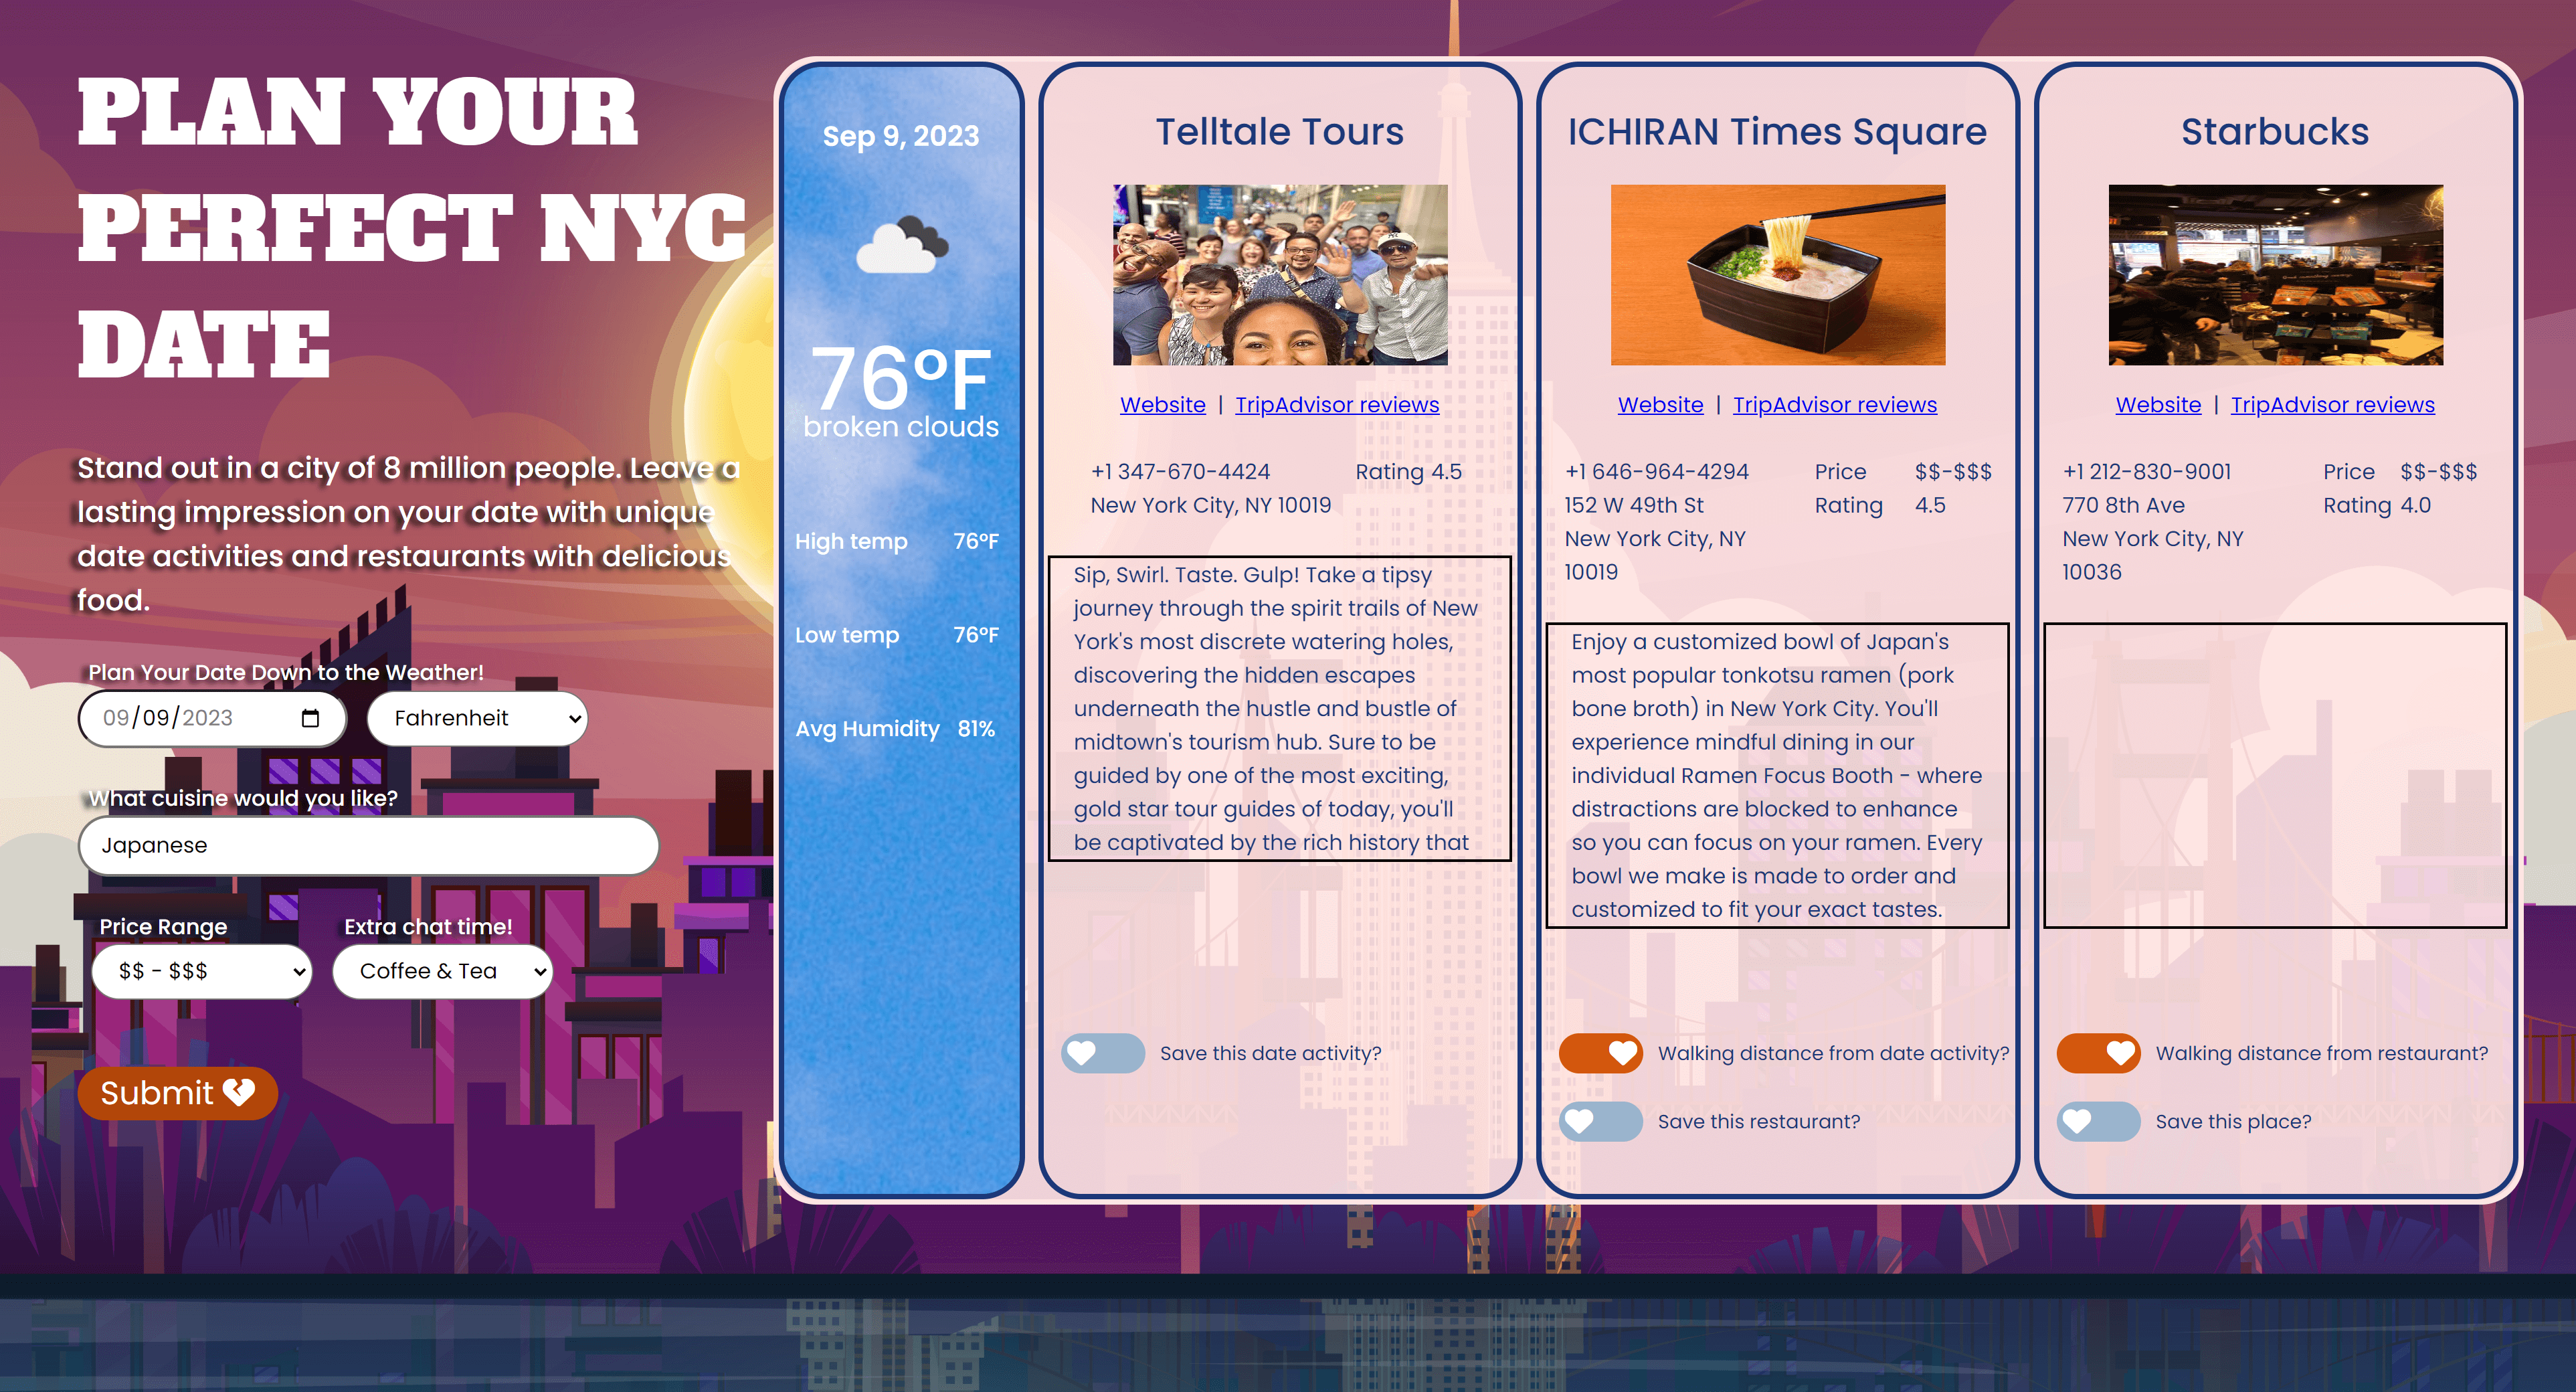 PLAN YOUR
PERFECT NYC
DATE
Stand out in a city of 8 million people. Leave a
lasting impression on your date with unique
date activities and restaurants with delicious
food.
Plan Your Date Down to the Weather!
09/09/2023
Fahrenheit
What cuisine would you like?
Japanese
Price Range
Extra chat time!
$$ - $$$
Coffee & Tea
Submit
Sep 9, 2023
76°F
broken clouds
High temp 76°F
Low temp 76°F
Avg Humidity 81%
Telltale Tours
Website | TripAdvisor reviews
+1 347-670-4424 Rating 4.5
New York City, NY 10019
Sip, Swirl. Taste. Gulp! Take a tipsy
journey through the spirit trails of New
York's most discrete watering holes,
discovering the hidden escapes
underneath the hustle and bustle of
midtown's tourism hub. Sure to be
guided by one of the most exciting,
gold star tour guides of today, you'll
be captivated by the rich history that
Save this date activity?
ICHIRAN Times Square
Website | TripAdvisor reviews
+1 646-964-4294 Price $$-$$$
152 W 49th St Rating 4.5
New York City, NY
10019
Enjoy a customized bowl of Japan's
most popular tonkotsu ramen (pork
bone broth) in New York City. You'll
experience mindful dining in our
individual Ramen Focus Booth - where
distractions are blocked to enhance
so you can focus on your ramen. Every
bowl we make is made to order and
customized to fit your exact tastes.
Walking distance from date activity?
Save this restaurant?
Starbucks
Website | TripAdvisor reviews
+1 212-830-9001 Price $$-$$$
770 8th Ave Rating 4.0
New York City, NY
10036
Walking distance from restaurant?
Save this place?